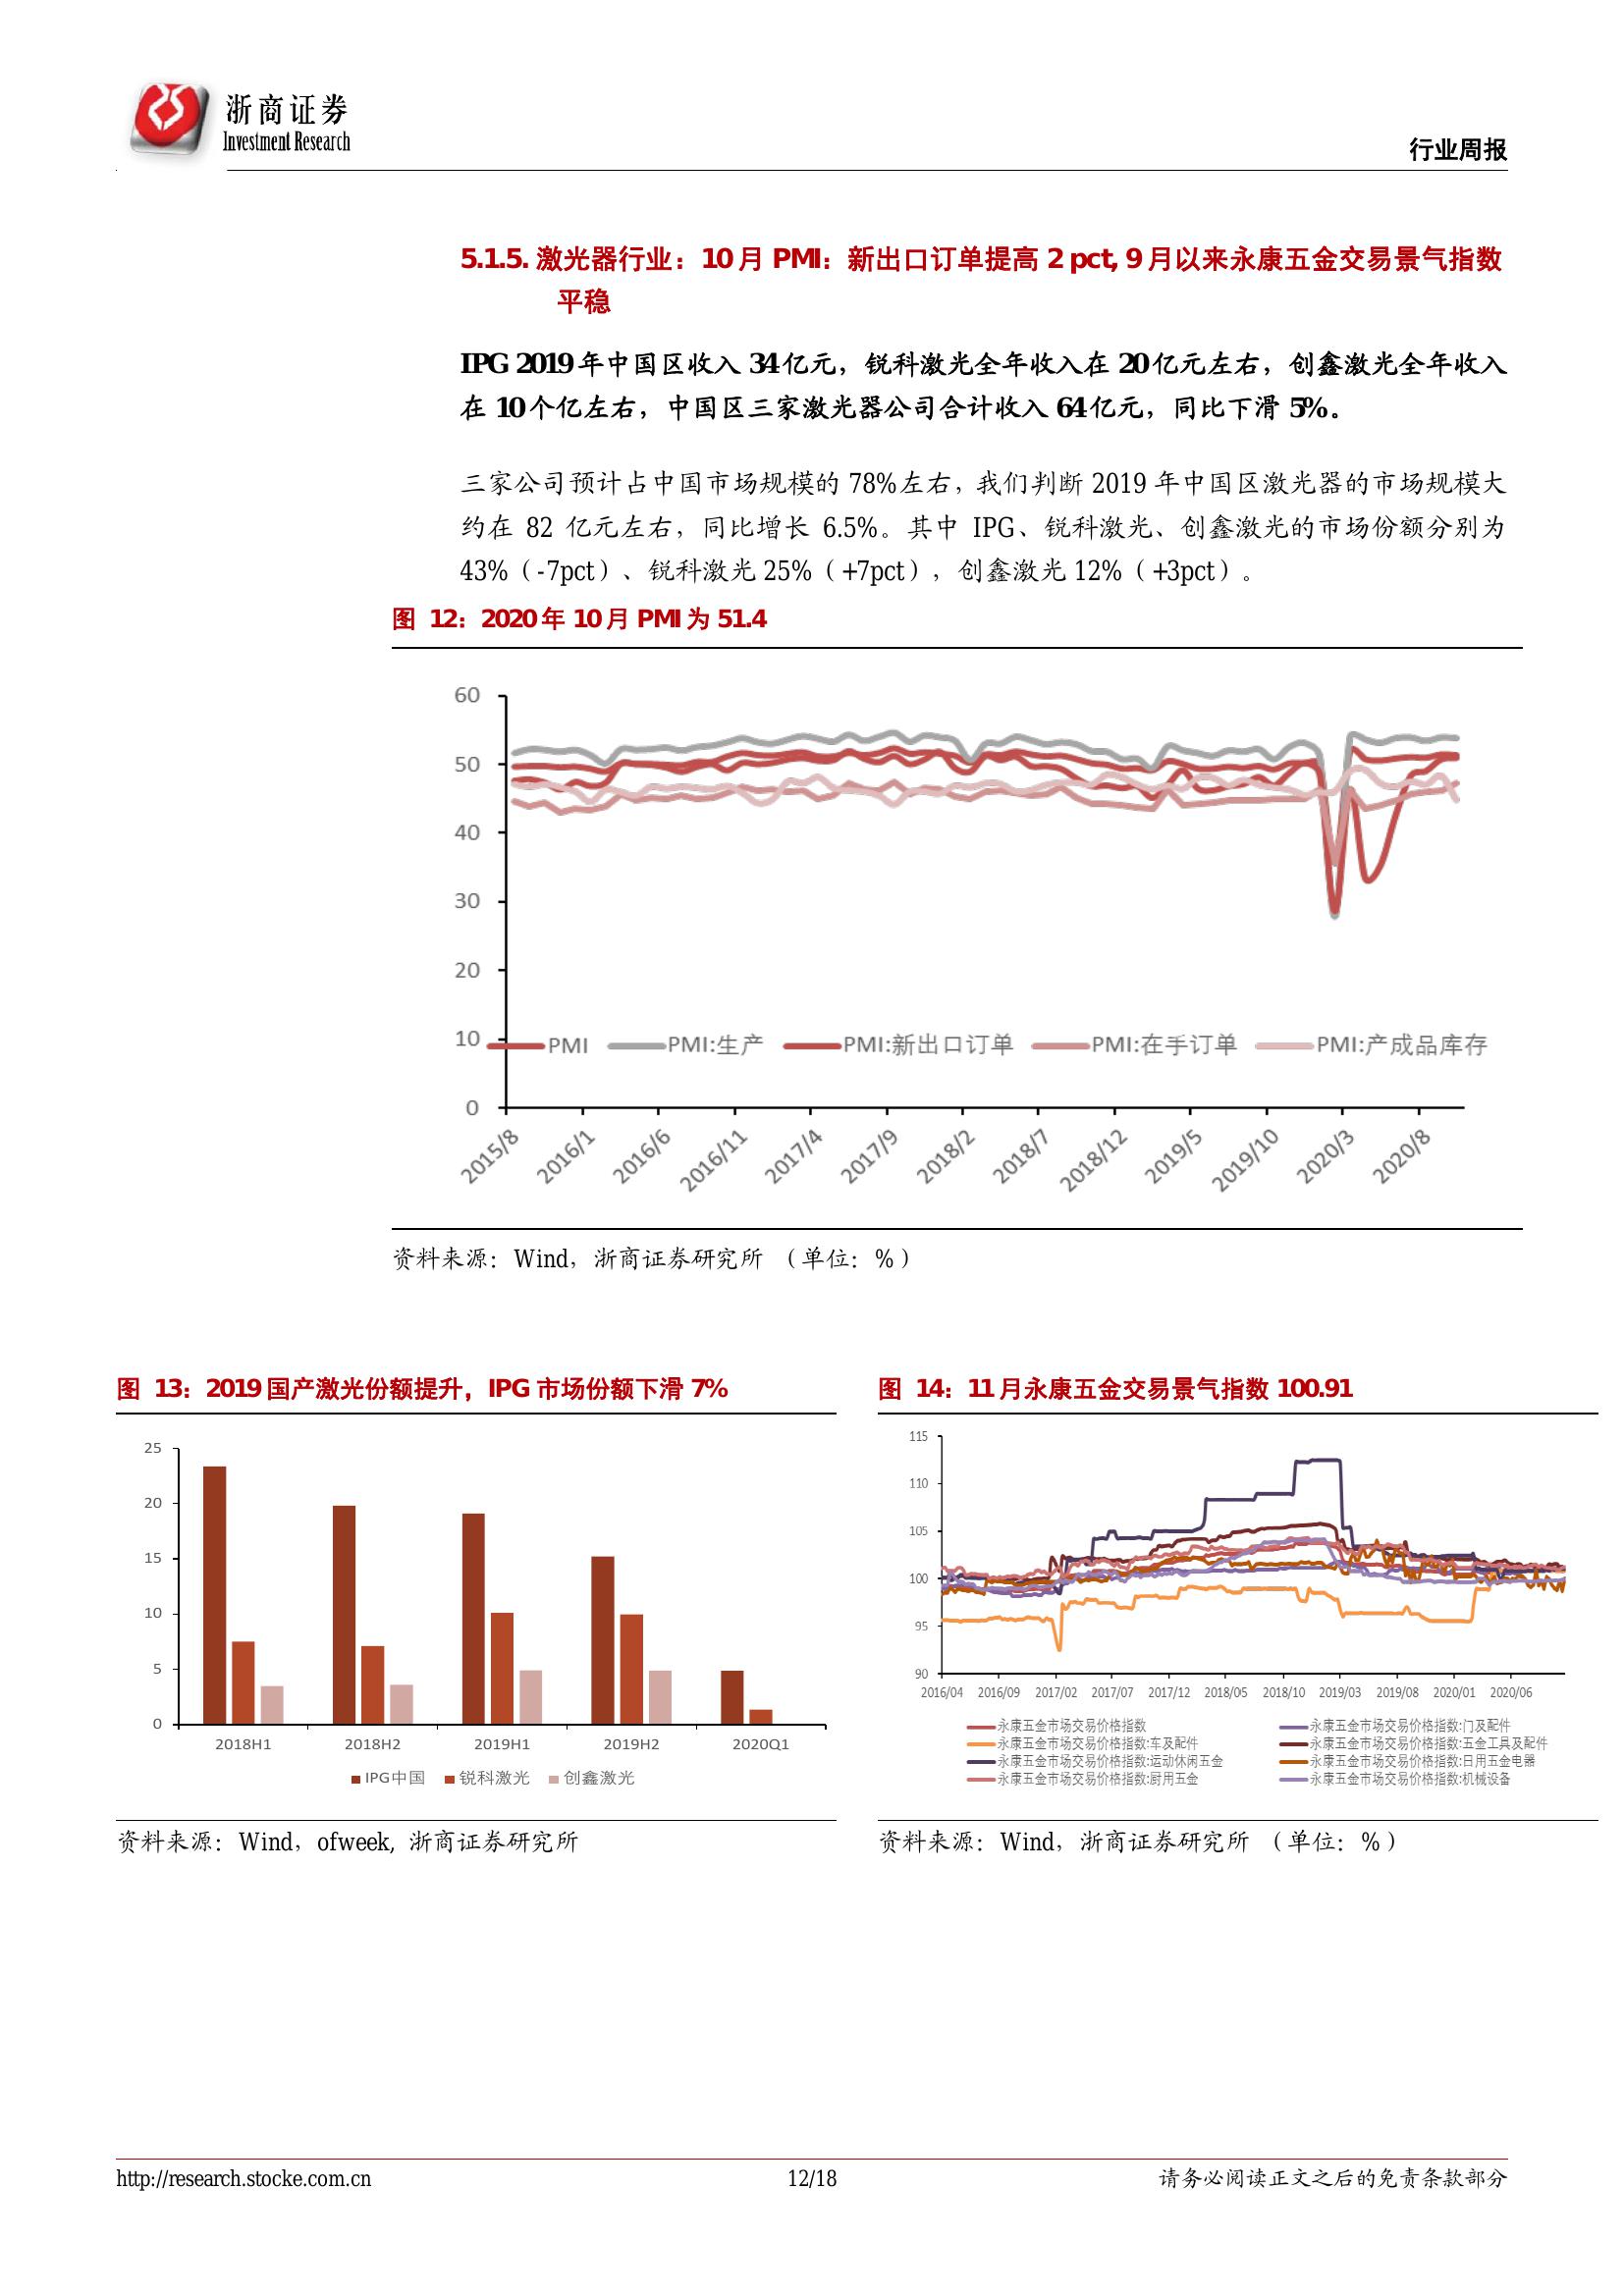 浙商证券
Investment Research
行业周报
5.1.5. 激光器行业：10 月 PMI：新出口订单提高 2 pct, 9 月以来永康五金交易景气指数
平稳
IPG 2019 年中国区收入 34 亿元，锐科激光全年收入在 20 亿元左右，创鑫激光全年收入
在 10 个亿左右，中国区三家激光器公司合计收入 64 亿元，同比下滑 5%。
三家公司预计占中国市场规模的 78%左右，我们判断 2019 年中国区激光器的市场规模大
约在 82 亿元左右，同比增长 6.5%。其中 IPG、锐科激光、创鑫激光的市场份额分别为
43%（-7pct）、锐科激光 25%（+7pct），创鑫激光 12%（+3pct）。
图 12：2020 年 10 月 PMI 为 51.4
60
50
40
30
20
10
0
PMI PMI:生产 PMI:新出口订单 PMI:在手订单 PMI:产成品库存
2015/8 2016/1 2016/6 2016/11 2017/4 2017/9 2018/2 2018/7 2018/12 2019/5 2019/10 2020/3 2020/8
资料来源：Wind，浙商证券研究所 （单位：%）
图 13：2019 国产激光份额提升，IPG 市场份额下滑 7%
25
20
15
10
5
0
2018H1 2018H2 2019H1 2019H2 2020Q1
IPG中国 锐科激光 创鑫激光
资料来源：Wind，ofweek, 浙商证券研究所
图 14：11 月永康五金交易景气指数 100.91
115
110
105
100
95
90
2016/04 2016/09 2017/02 2017/07 2017/12 2018/05 2018/10 2019/03 2019/08 2020/01 2020/06
永康五金市场交易价格指数 永康五金市场交易价格指数:门及配件
永康五金市场交易价格指数:车及配件 永康五金市场交易价格指数:五金工具及配件
永康五金市场交易价格指数:运动休闲五金 永康五金市场交易价格指数:日用五金电器
永康五金市场交易价格指数:厨用五金 永康五金市场交易价格指数:机械设备
资料来源：Wind，浙商证券研究所 （单位：%）
http://research.stocke.com.cn 12/18 请务必阅读正文之后的免责条款部分